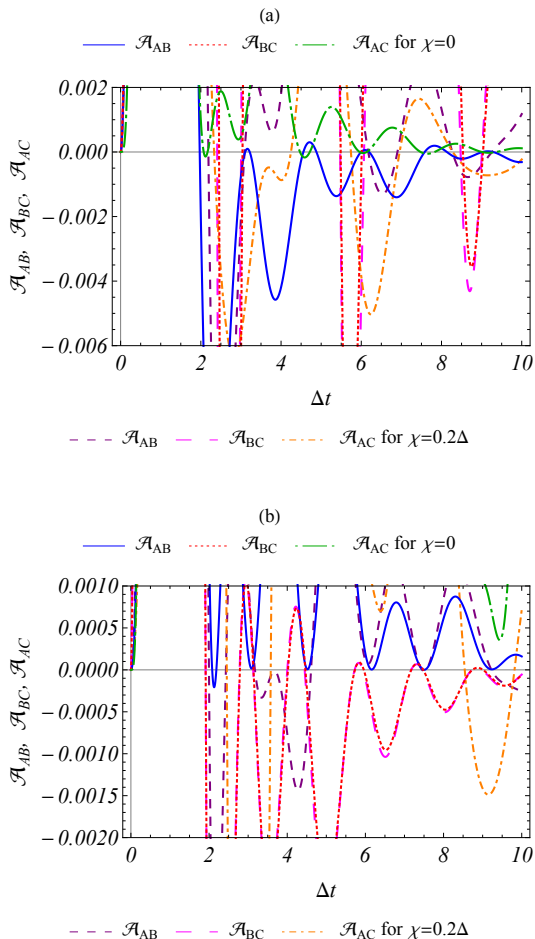 (a)
𝒜AB 𝒜BC 𝒜AC for χ=0
0.002
0.000
−0.002
−0.004
−0.006
𝒜AB, 𝒜BC, 𝒜AC
0 2 4 6 8 10
Δt
𝒜AB 𝒜BC 𝒜AC for χ=0.2Δ
(b)
𝒜AB 𝒜BC 𝒜AC for χ=0
0.0010
0.0005
0.0000
−0.0005
−0.0010
−0.0015
−0.0020
𝒜AB, 𝒜BC, 𝒜AC
0 2 4 6 8 10
Δt
𝒜AB 𝒜BC 𝒜AC for χ=0.2Δ